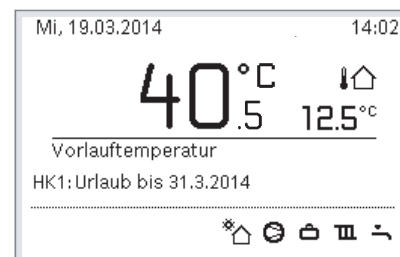 Mi, 19.03.2014 14:02
40.5 °C 12.5°C
Vorlauftemperatur
HK1: Urlaub bis 31.3.2014